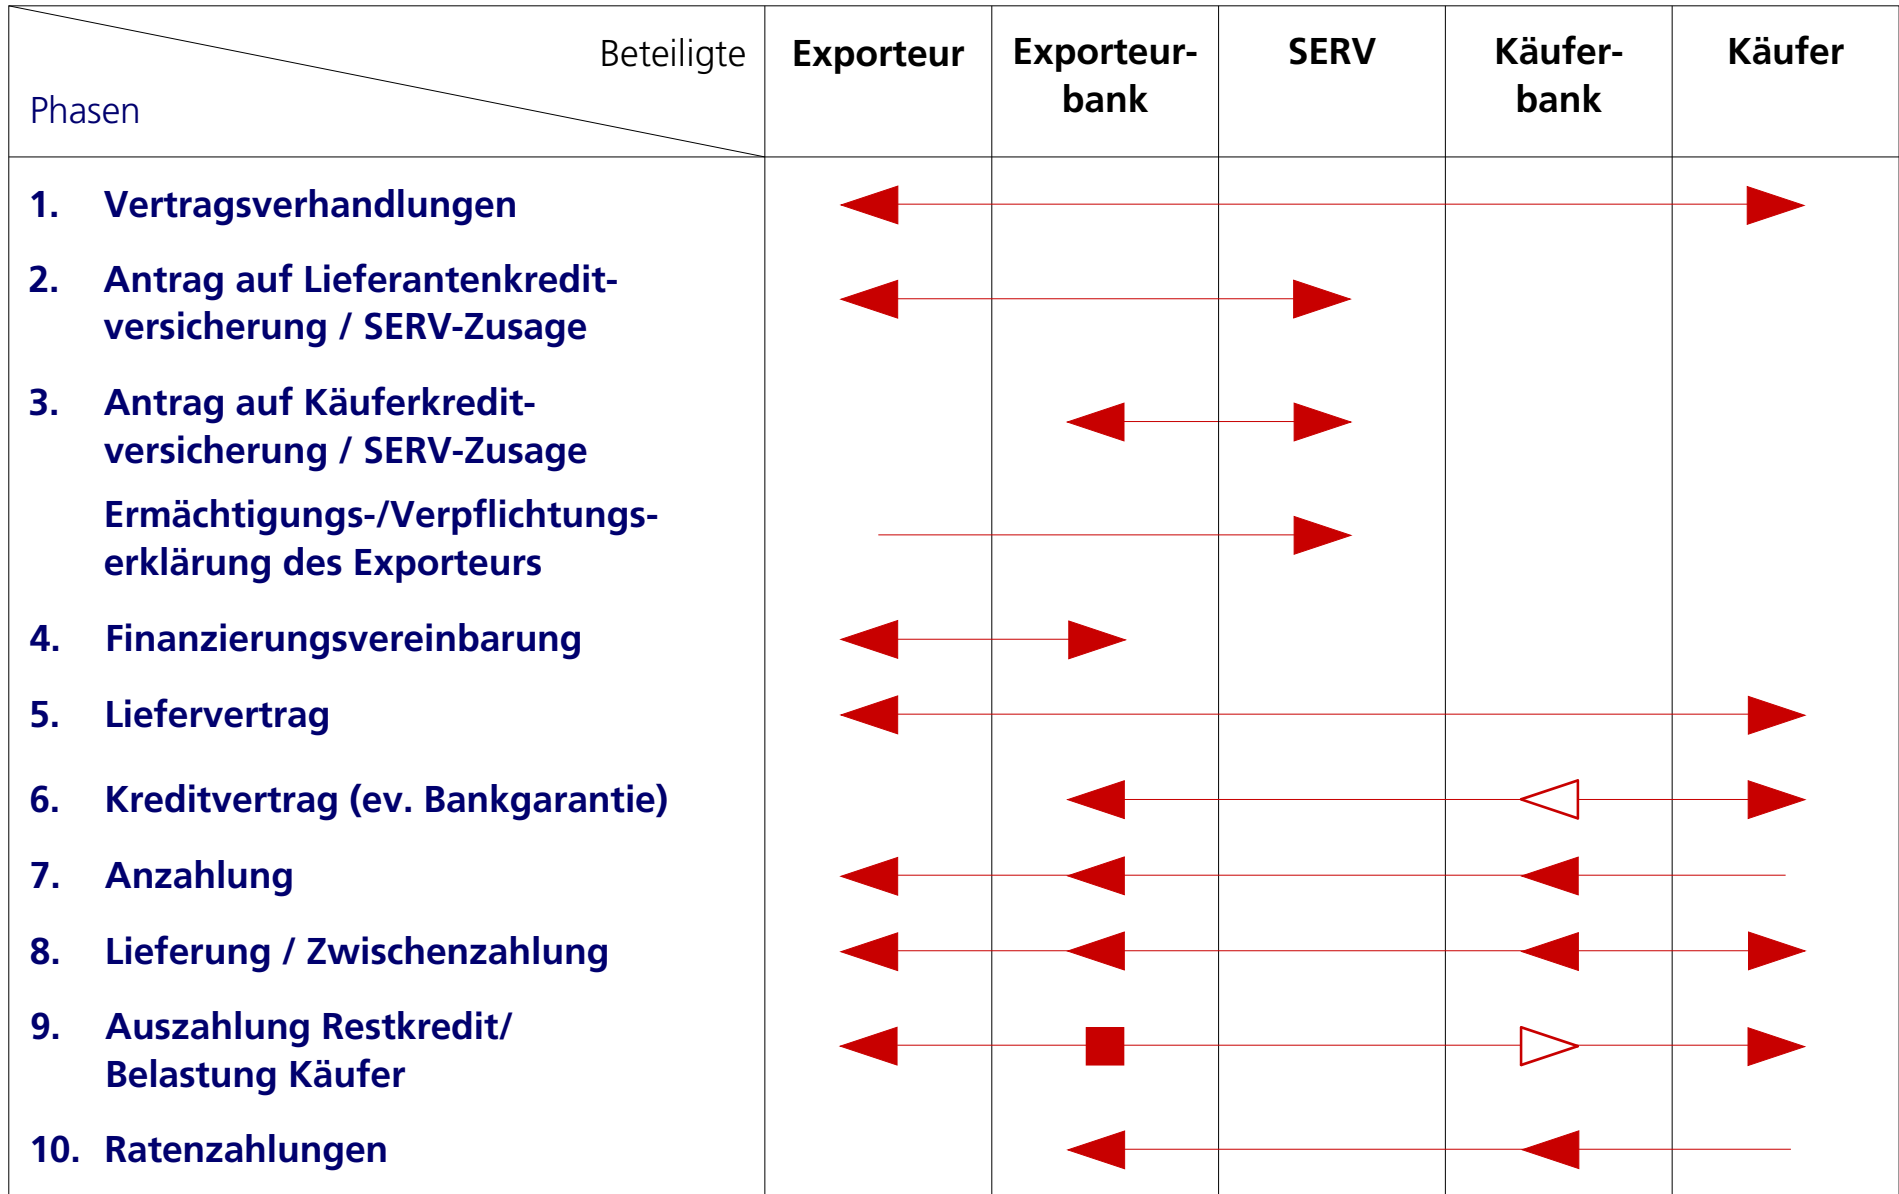 Beteiligte
Phasen
Exporteur
Exporteur-
bank
SERV
Käufer-
bank
Käufer
1. Vertragsverhandlungen
2. Antrag auf Lieferantenkredit-
versicherung / SERV-Zusage
3. Antrag auf Käuferkredit-
versicherung / SERV-Zusage
Ermächtigungs-/Verpflichtungs-
erklärung des Exporteurs
4. Finanzierungsvereinbarung
5. Liefervertrag
6. Kreditvertrag (ev. Bankgarantie)
7. Anzahlung
8. Lieferung / Zwischenzahlung
9. Auszahlung Restkredit/
Belastung Käufer
10. Ratenzahlungen